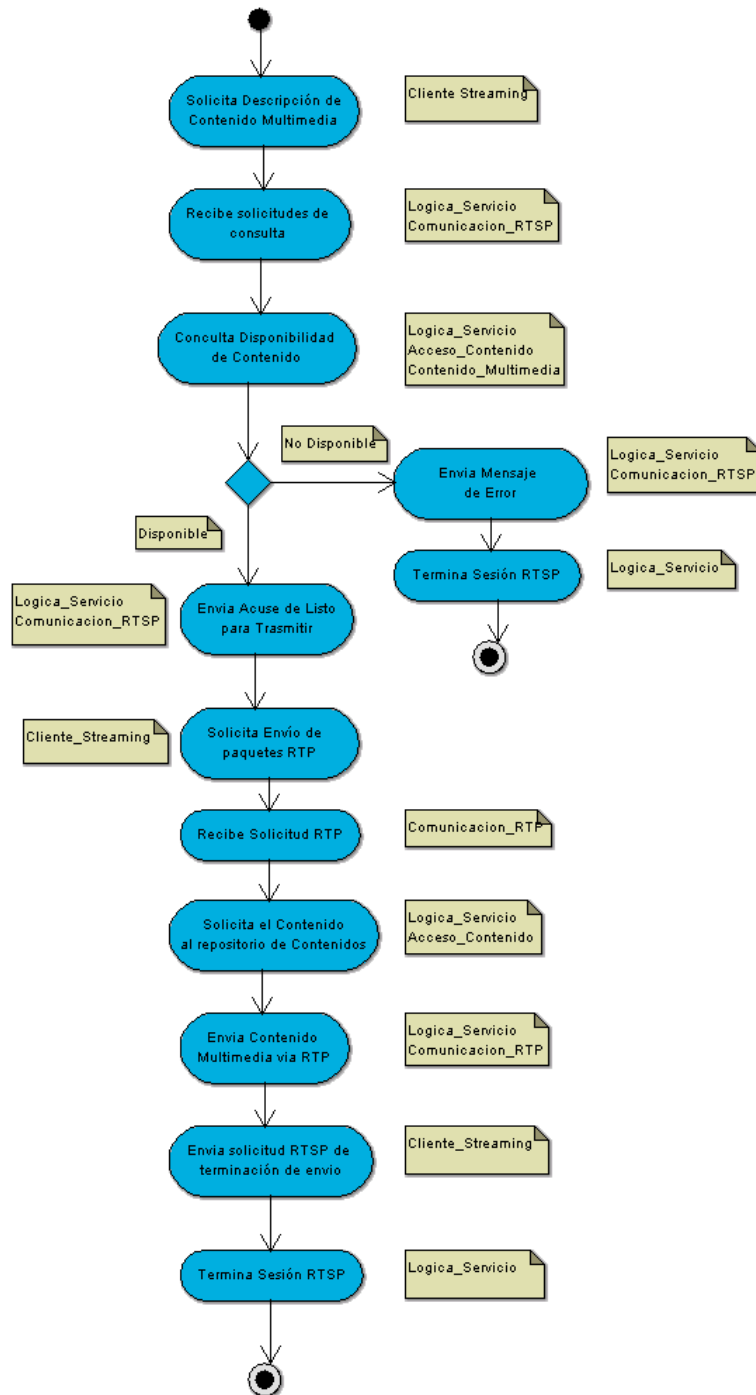 Solicita Descripción de
Contenido Multimedia
Cliente Streaming
Recibe solicitudes de
consulta
Logica_Servicio
Comunicacion_RTSP
Conculta Disponibilidad
de Contenido
Logica_Servicio
Acceso_Contenido
Contenido_Multimedia
No Disponible
Envia Mensaje
de Error
Logica_Servicio
Comunicacion_RTSP
Disponible
Termina Sesión RTSP
Logica_Servicio
Logica_Servicio
Comunicacion_RTSP
Envia Acuse de Listo
para Trasmitir
Cliente_Streaming
Solicita Envío de
paquetes RTP
Recibe Solicitud RTP
Comunicacion_RTP
Solicita el Contenido
al repositorio de Contenidos
Logica_Servicio
Acceso_Contenido
Envia Contenido
Multimedia via RTP
Logica_Servicio
Comunicacion_RTP
Envia solicitud RTSP de
terminación de envio
Cliente_Streaming
Termina Sesión RTSP
Logica_Servicio